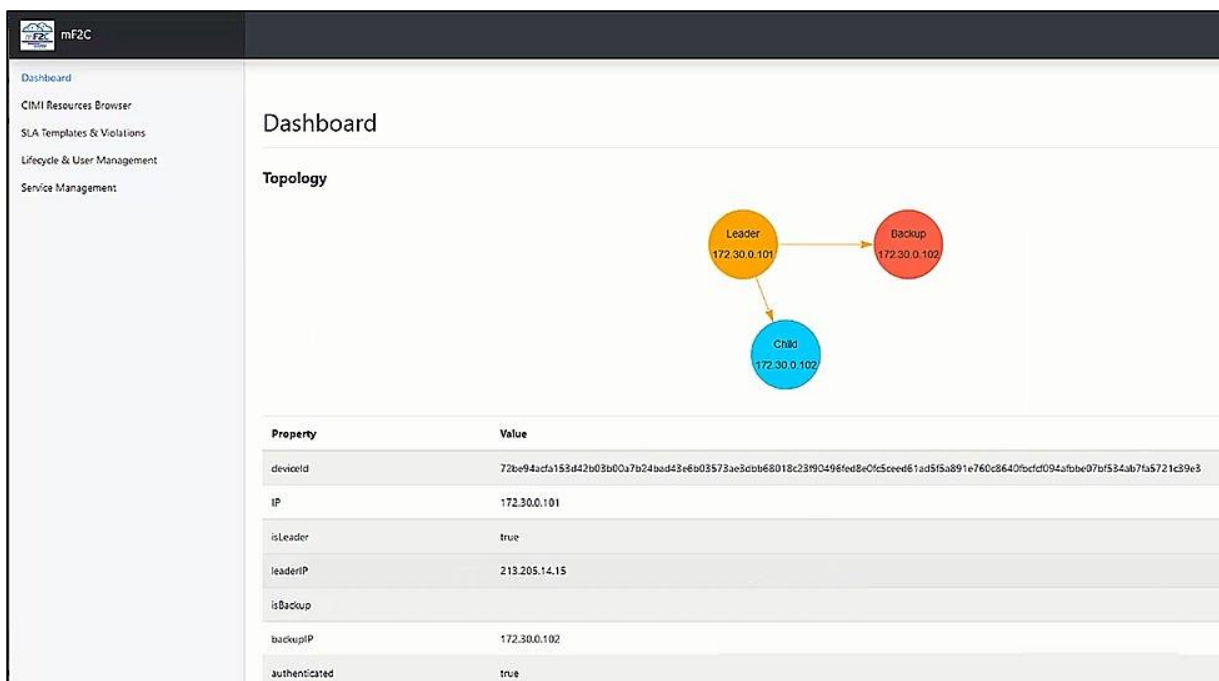 mF2C mF2C
Dashboard
CIMI Resources Browser
SLA Templates & Violations
Lifecycle & User Management
Service Management
Dashboard
Topology
Leader
172.30.0.101
Backup
172.30.0.102
Child
172.30.0.102
Property Value
deviceId
IP 172.30.0.101
isLeader true
leaderIP 213.205.14.15
isBackup
backupIP 172.30.0.102
authenticated true